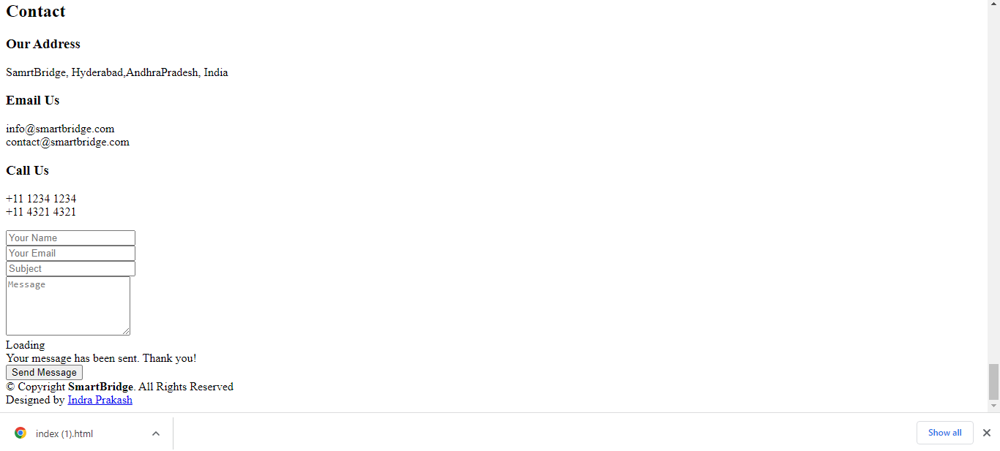 Contact
Our Address
SamrtBridge, Hyderabad,AndhraPradesh, India
Email Us
info@smartbridge.com
contact@smartbridge.com
Call Us
+11 1234 1234
+11 4321 4321
Your Name
Your Email
Subject
Message
Loading
Your message has been sent. Thank you!
Send Message
© Copyright SmartBridge. All Rights Reserved
Designed by Indra Prakash
index (1).html
Show all